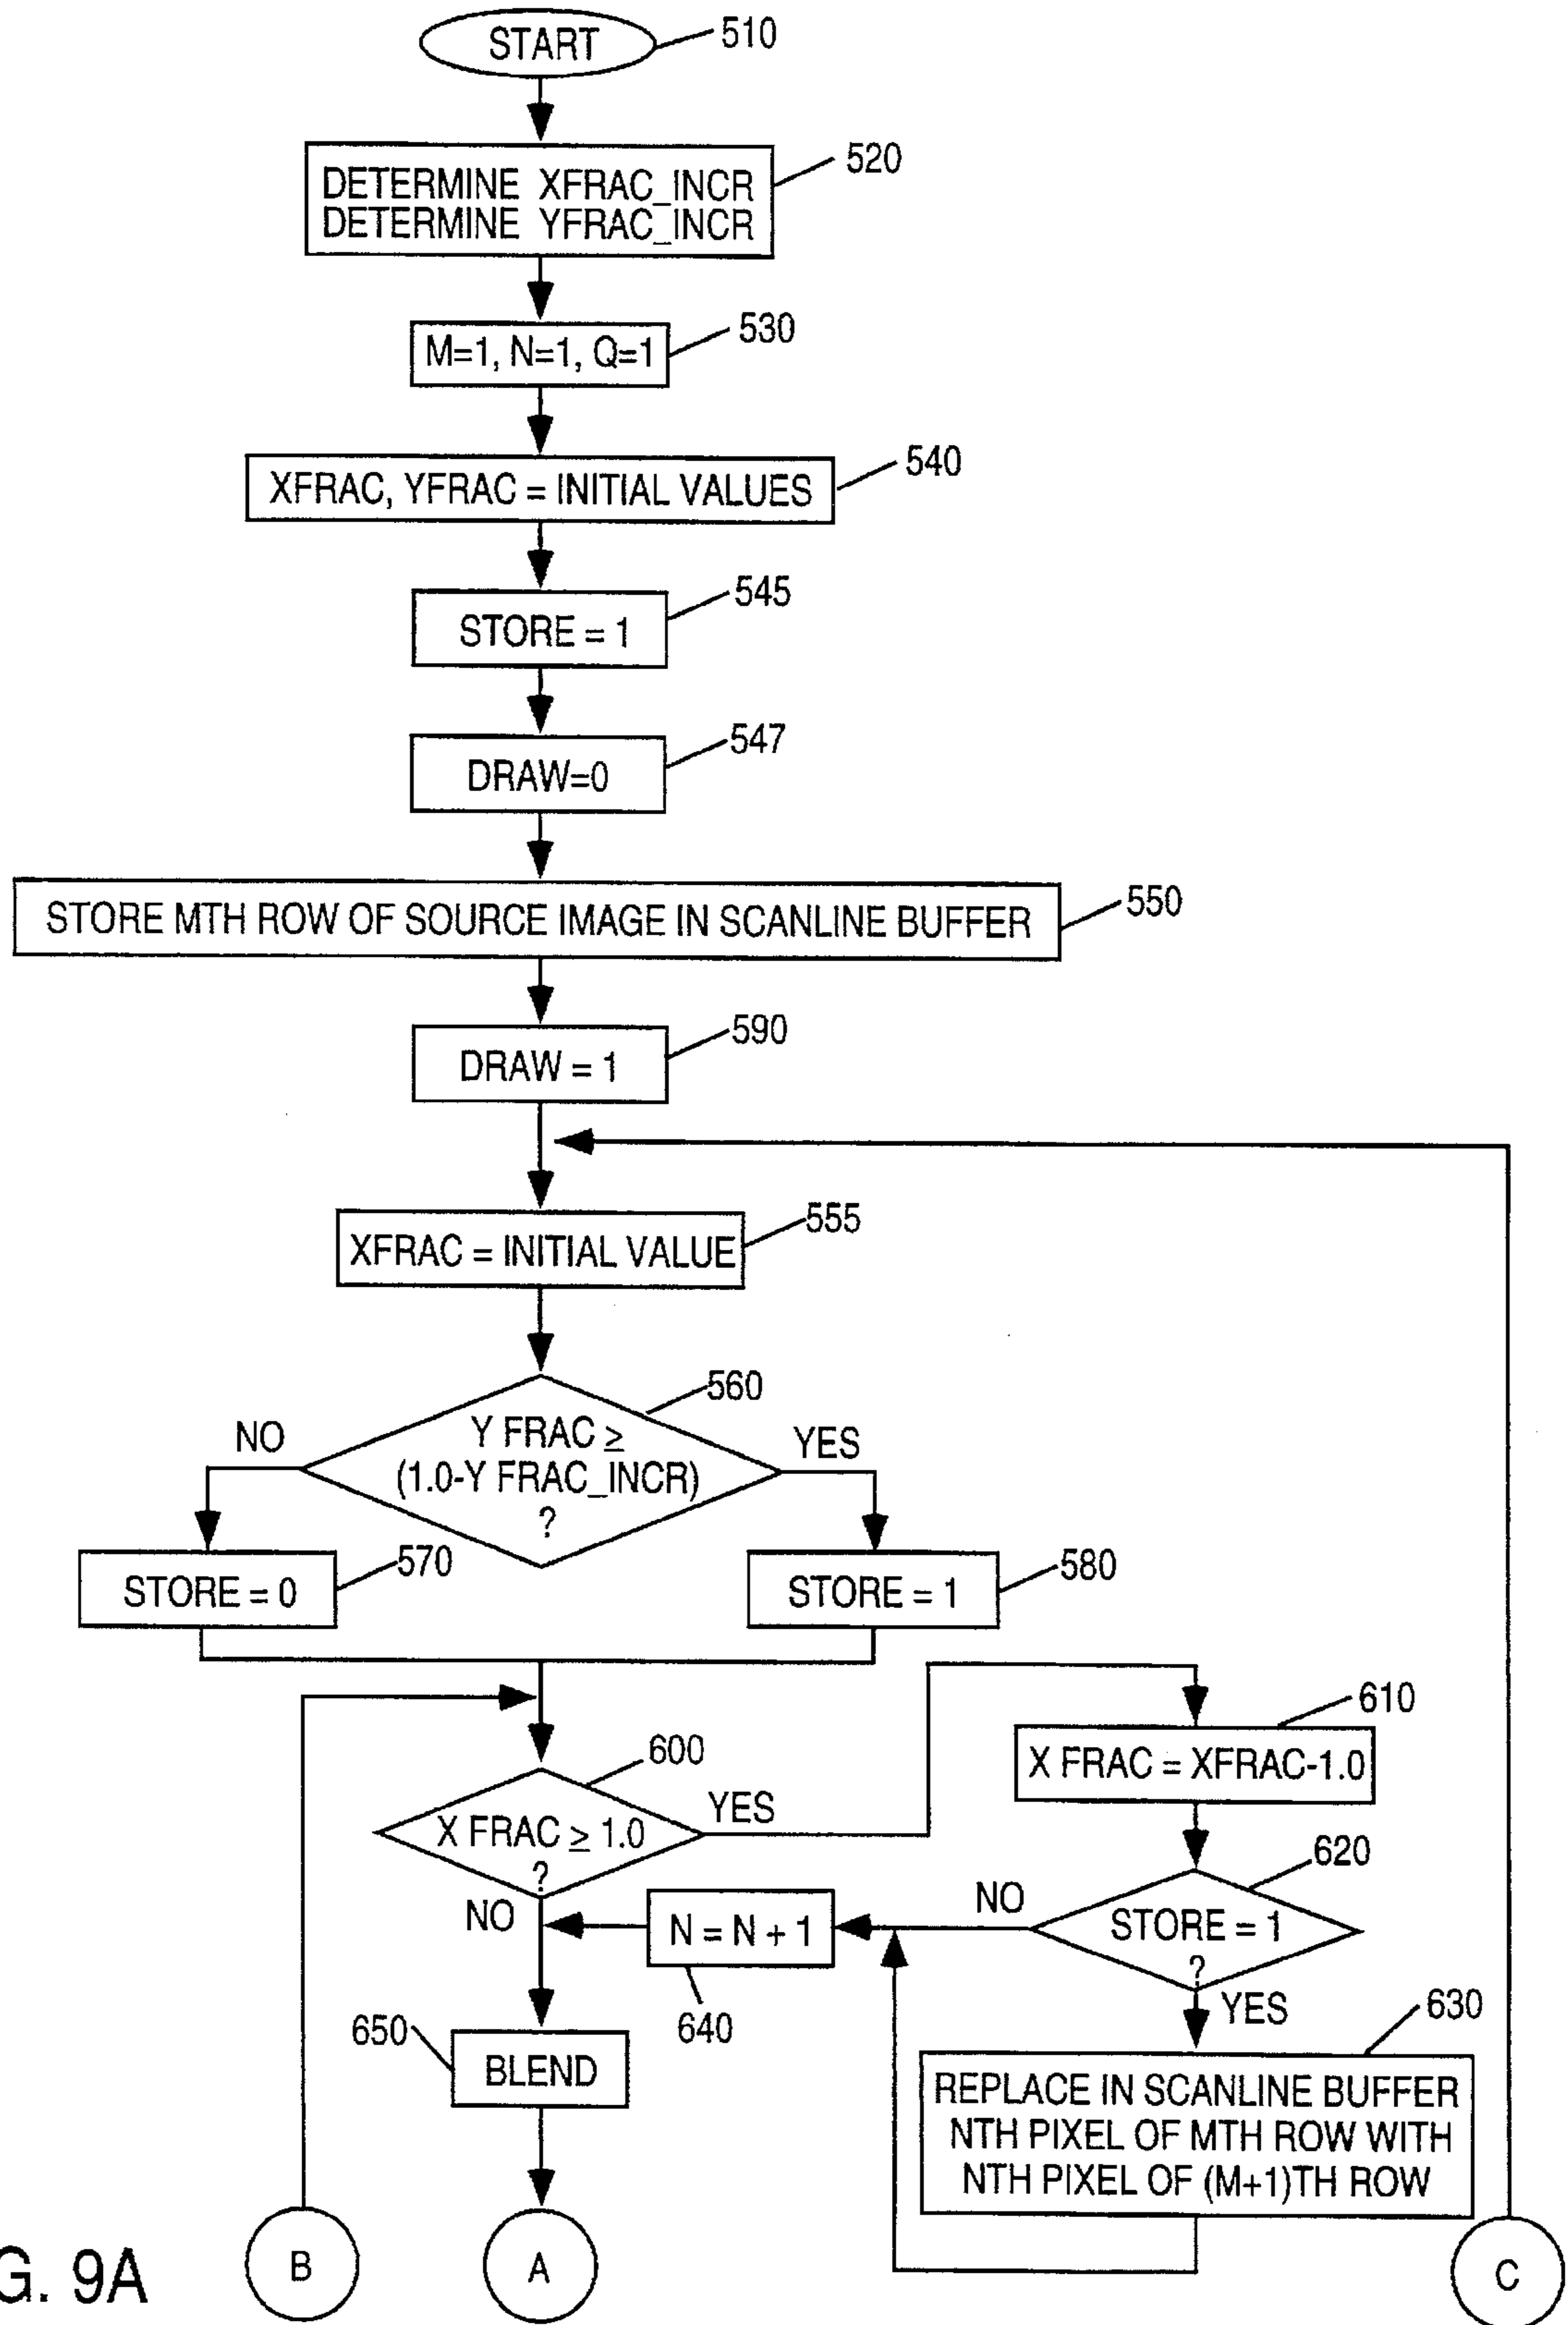 START
510
DETERMINE XFRAC_INCR
DETERMINE YFRAC_INCR
520
M=1, N=1, Q=1
530
XFRAC, YFRAC = INITIAL VALUES
540
STORE = 1
545
DRAW=0
547
STORE MTH ROW OF SOURCE IMAGE IN SCANLINE BUFFER
550
DRAW = 1
590
XFRAC = INITIAL VALUE
555
560
NO
Y FRAC ≥
(1.0-Y FRAC_INCR)
?
YES
STORE = 0
570
STORE = 1
580
600
X FRAC ≥ 1.0
?
YES
NO
610
X FRAC = XFRAC-1.0
620
STORE = 1
?
NO
YES
N = N + 1
640
630
REPLACE IN SCANLINE BUFFER
NTH PIXEL OF MTH ROW WITH
NTH PIXEL OF (M+1)TH ROW
650
BLEND
B
A
C
G. 9A